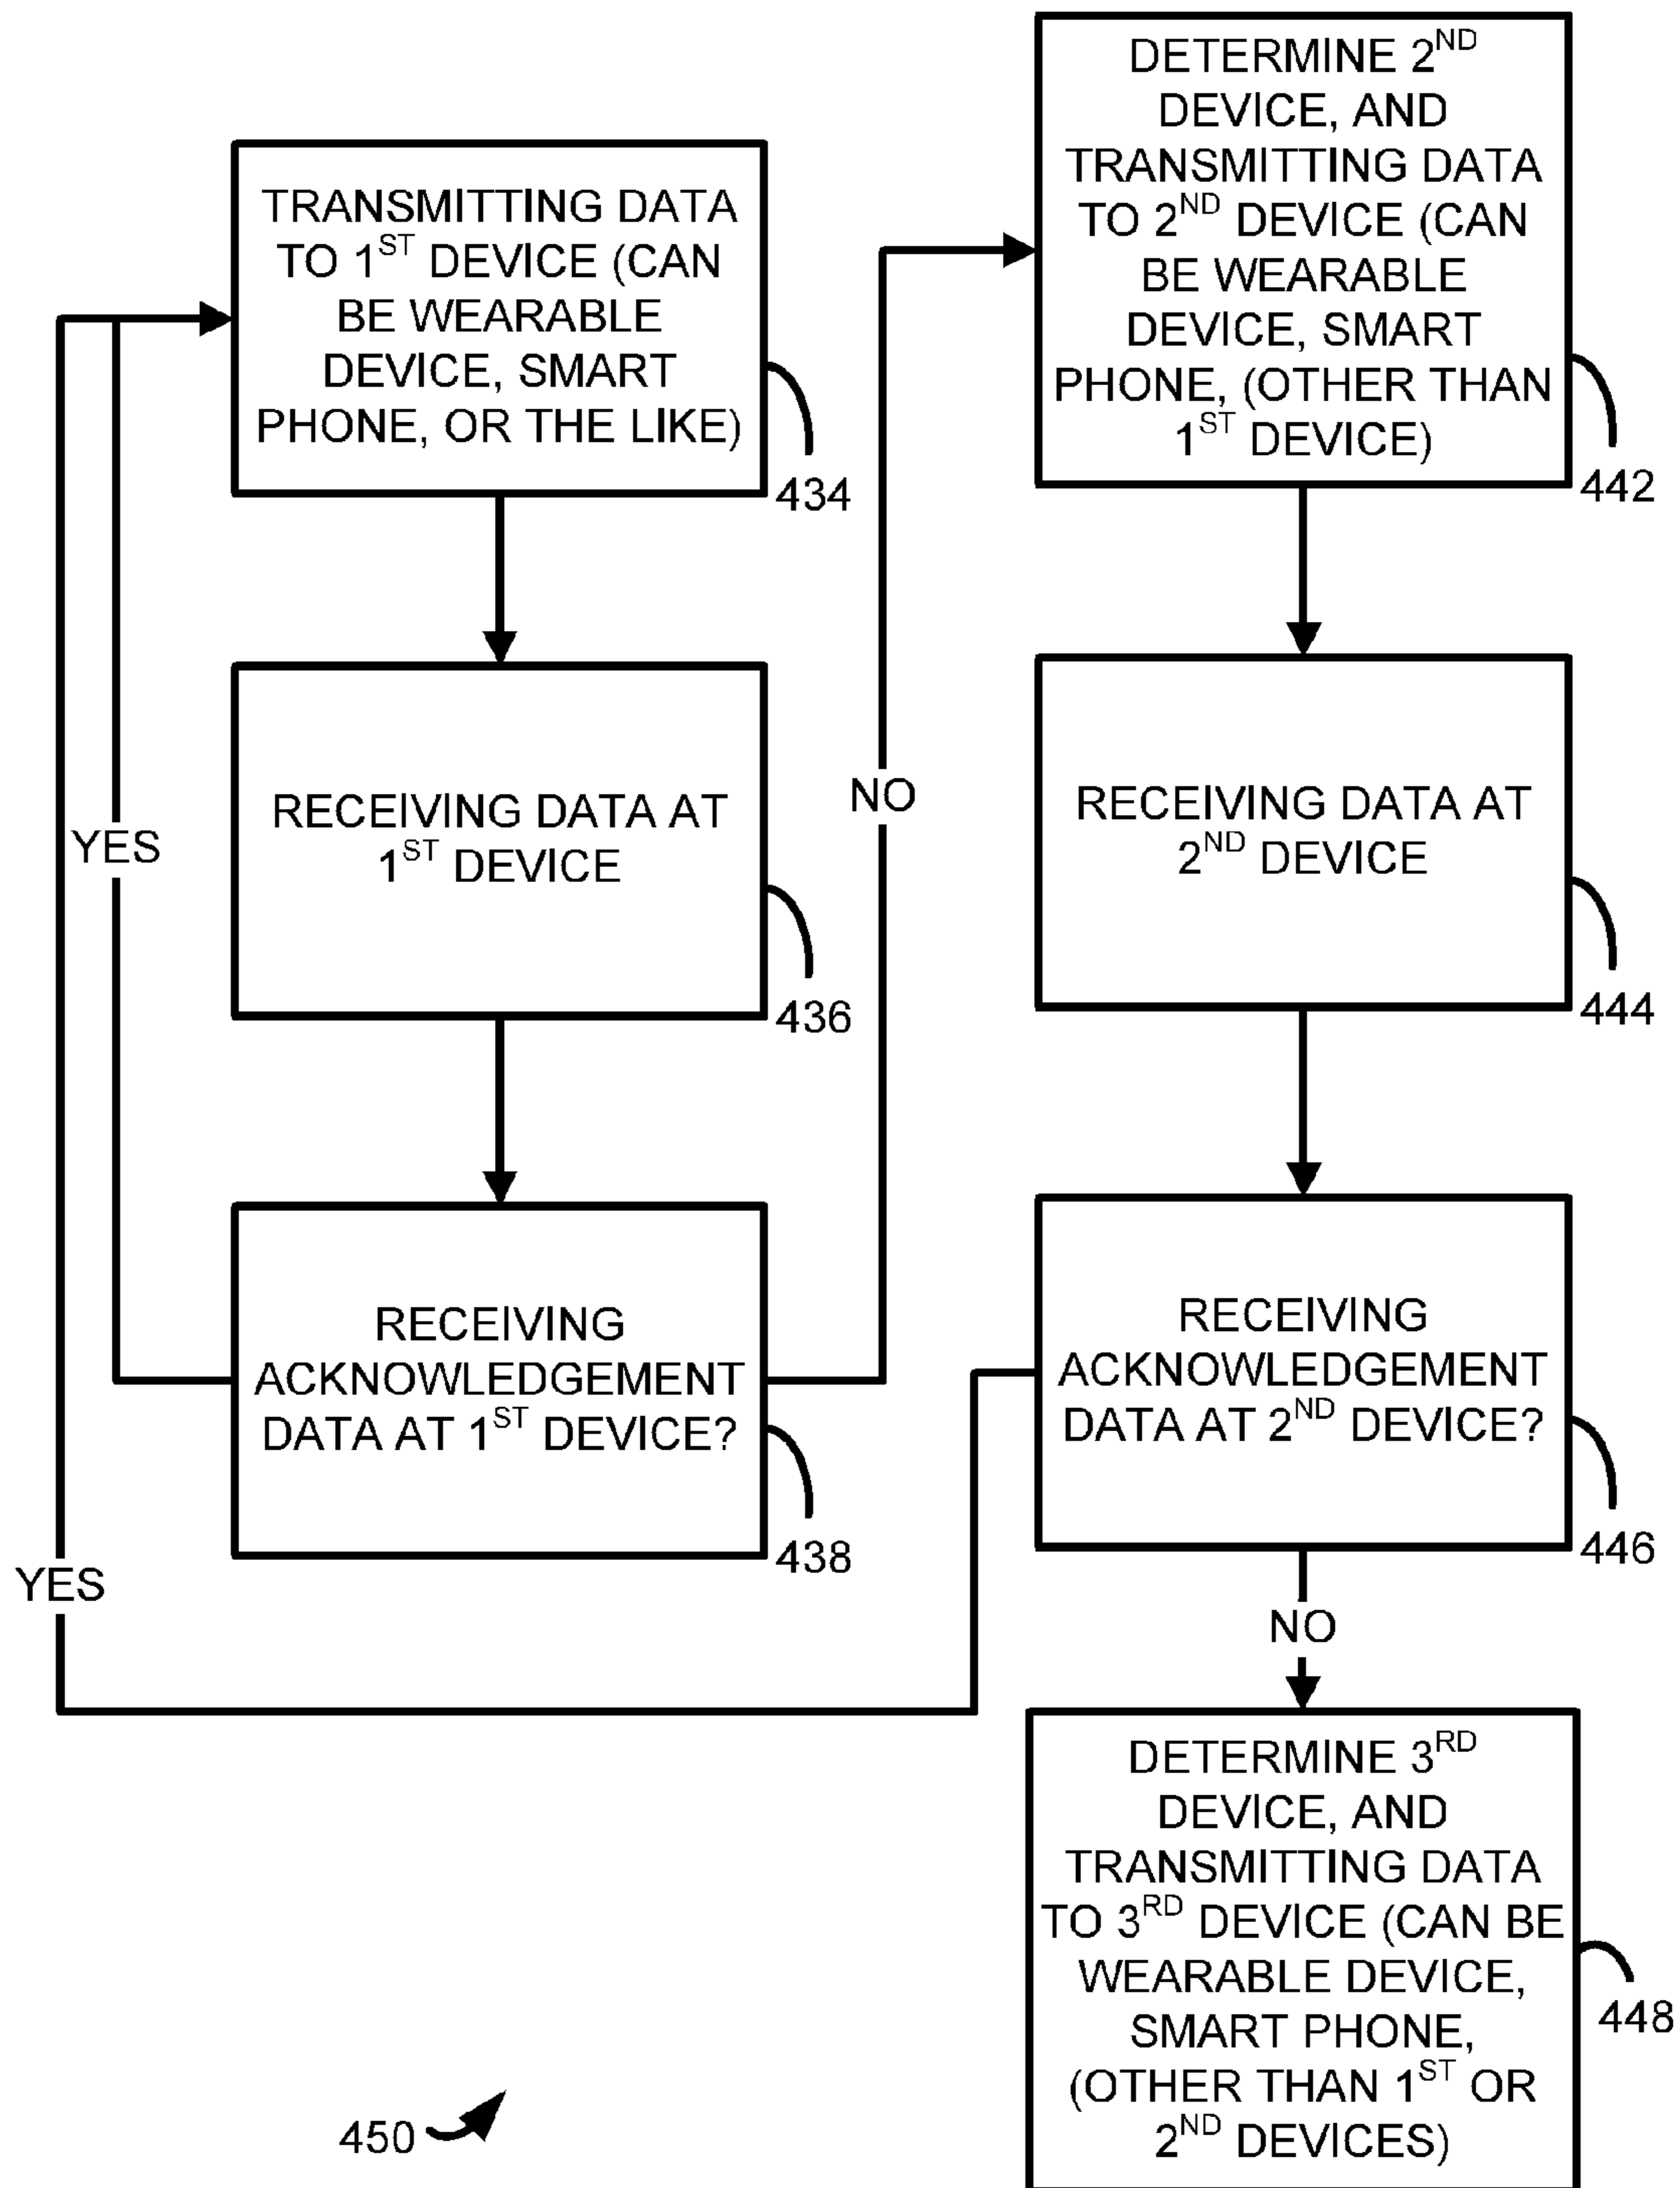 TRANSMITTING DATA
TO 1ST DEVICE (CAN
BE WEARABLE
DEVICE, SMART
PHONE, OR THE LIKE)
434
RECEIVING DATA AT
1ST DEVICE
436
RECEIVING
ACKNOWLEDGEMENT
DATA AT 1ST DEVICE?
438
YES
YES
NO
DETERMINE 2ND
DEVICE, AND
TRANSMITTING DATA
TO 2ND DEVICE (CAN
BE WEARABLE
DEVICE, SMART
PHONE, (OTHER THAN
1ST DEVICE)
442
RECEIVING DATA AT
2ND DEVICE
444
RECEIVING
ACKNOWLEDGEMENT
DATA AT 2ND DEVICE?
446
NO
DETERMINE 3RD
DEVICE, AND
TRANSMITTING DATA
TO 3RD DEVICE (CAN BE
WEARABLE DEVICE,
SMART PHONE,
(OTHER THAN 1ST OR
2ND DEVICES)
448
450